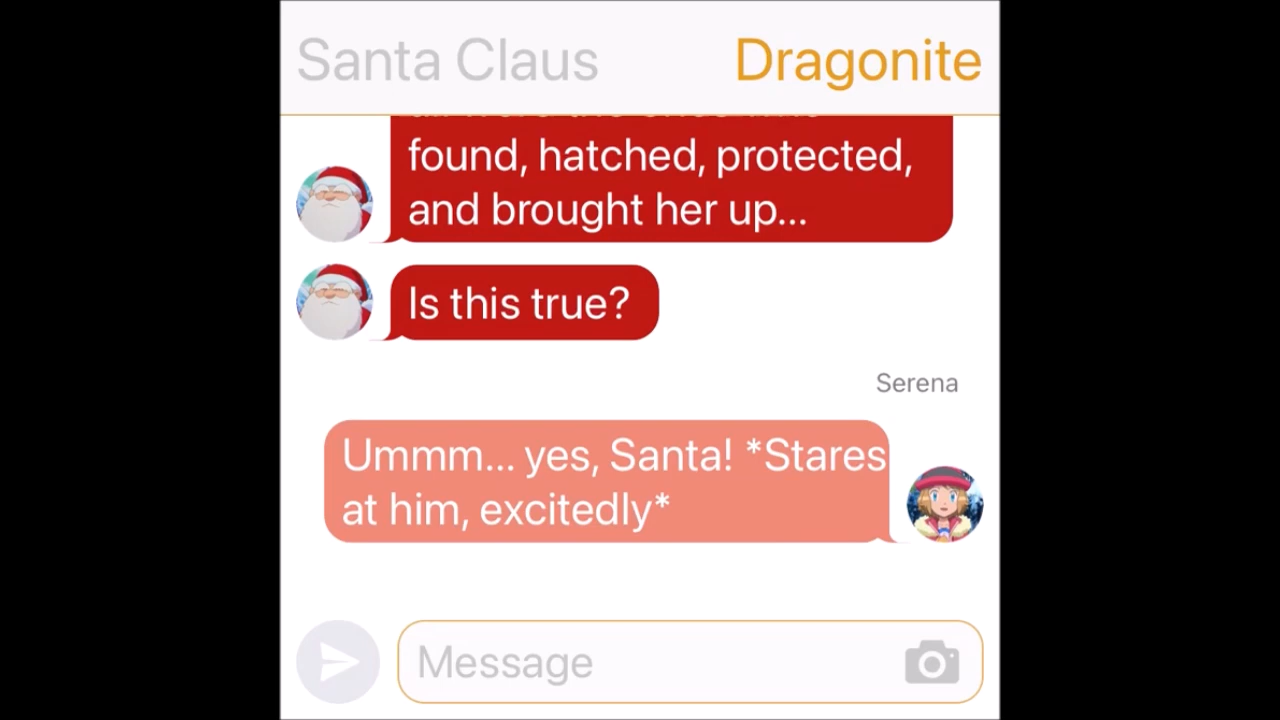 Santa Claus Dragonite
found, hatched, protected,
and brought her up...
Is this true?
Serena
Ummm... yes, Santa! *Stares
at him, excitedly*
Message